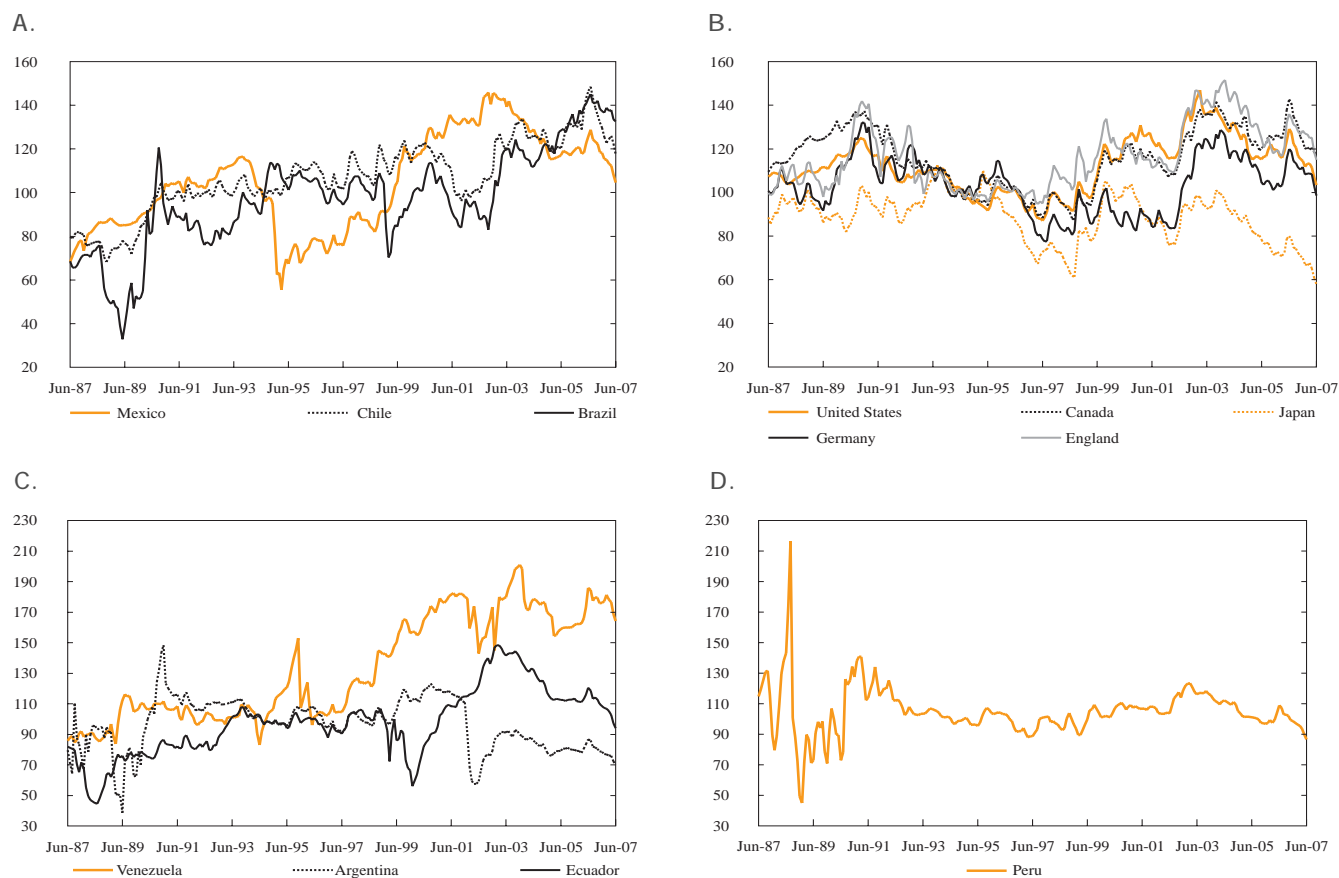 A.
160
140
120
100
80
60
40
20
Jun-87 Jun-89 Jun-91 Jun-93 Jun-95 Jun-97 Jun-99 Jun-01 Jun-03 Jun-05 Jun-07
Mexico Chile Brazil
B.
160
140
120
100
80
60
40
20
Jun-87 Jun-89 Jun-91 Jun-93 Jun-95 Jun-97 Jun-99 Jun-01 Jun-03 Jun-05 Jun-07
United States Canada Japan
Germany England
C.
230
210
190
170
150
130
110
90
70
50
30
Jun-87 Jun-89 Jun-91 Jun-93 Jun-95 Jun-97 Jun-99 Jun-01 Jun-03 Jun-05 Jun-07
Venezuela Argentina Ecuador
D.
230
210
190
170
150
130
110
90
70
50
30
Jun-87 Jun-89 Jun-91 Jun-93 Jun-95 Jun-97 Jun-99 Jun-01 Jun-03 Jun-05 Jun-07
Peru